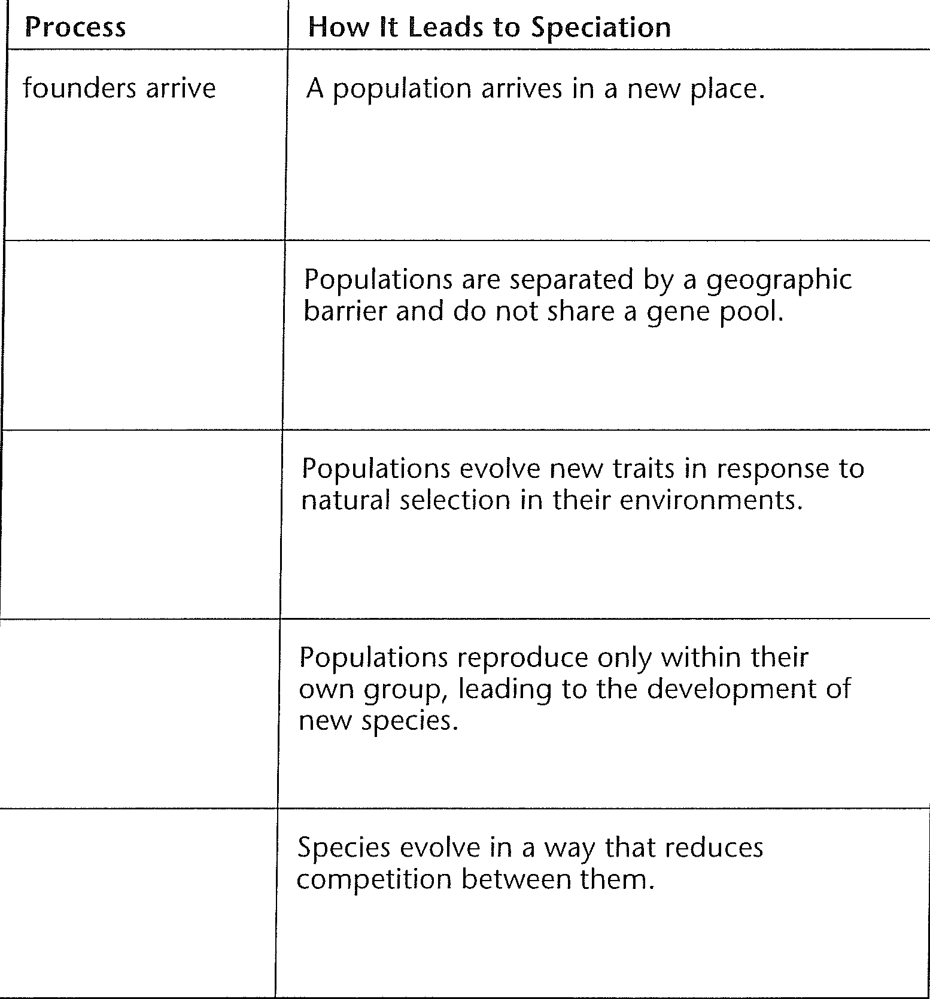 Process
How It Leads to Speciation
founders arrive
A population arrives in a new place.
Populations are separated by a geographic
barrier and do not share a gene pool.
Populations evolve new traits in response to
natural selection in their environments.
Populations reproduce only within their
own group, leading to the development of
new species.
Species evolve in a way that reduces
competition between them.